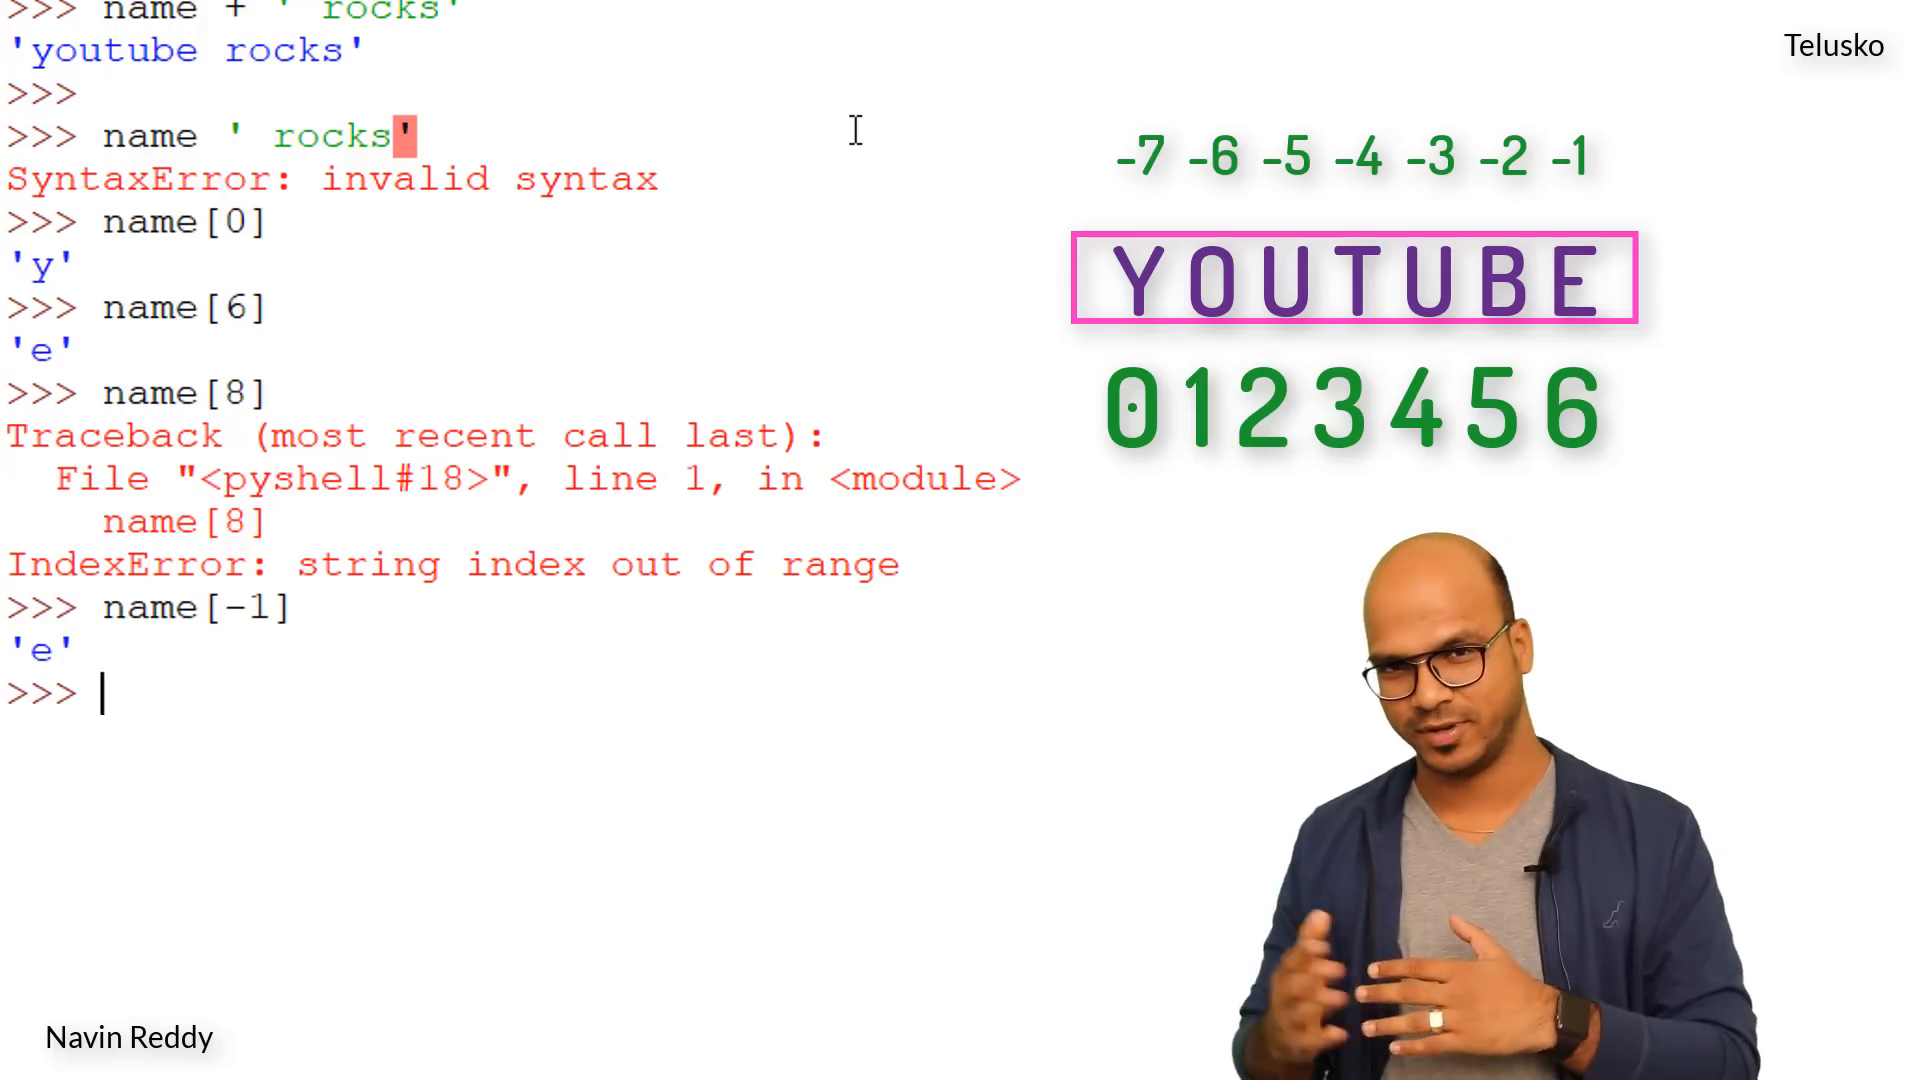 >>> name + ' rocks'
'youtube rocks'
>>>
>>> name ' rocks'
SyntaxError: invalid syntax
>>> name[0]
'y'
>>> name[6]
'e'
>>> name[8]
Traceback (most recent call last):
  File "<pyshell#18>", line 1, in <module>
    name[8]
IndexError: string index out of range
>>> name[-1]
'e'
>>>
Telusko
-7 -6 -5 -4 -3 -2 -1
YOUTUBE
0123456
Navin Reddy